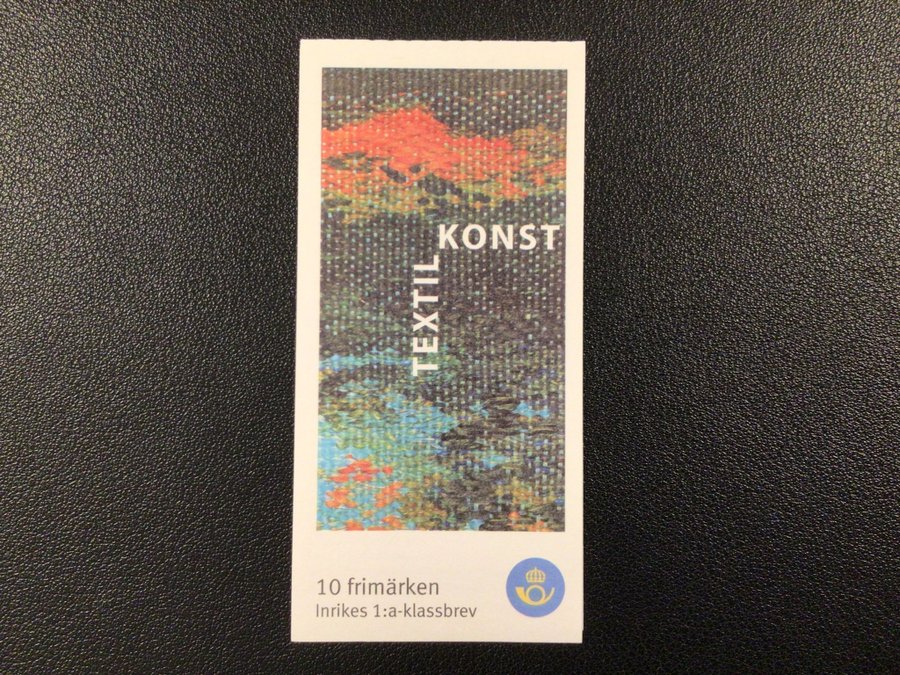 TEXTIL
KONST
10 frimärken
Inrikes 1:a-klassbrev